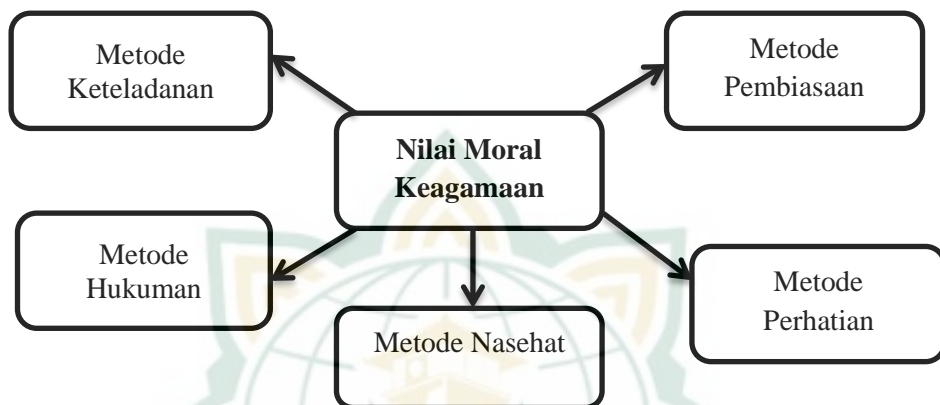 Metode
Keteladanan
Metode
Pembiasaan
Nilai Moral
Keagamaan
Metode
Hukuman
Metode Nasehat
Metode
Perhatian